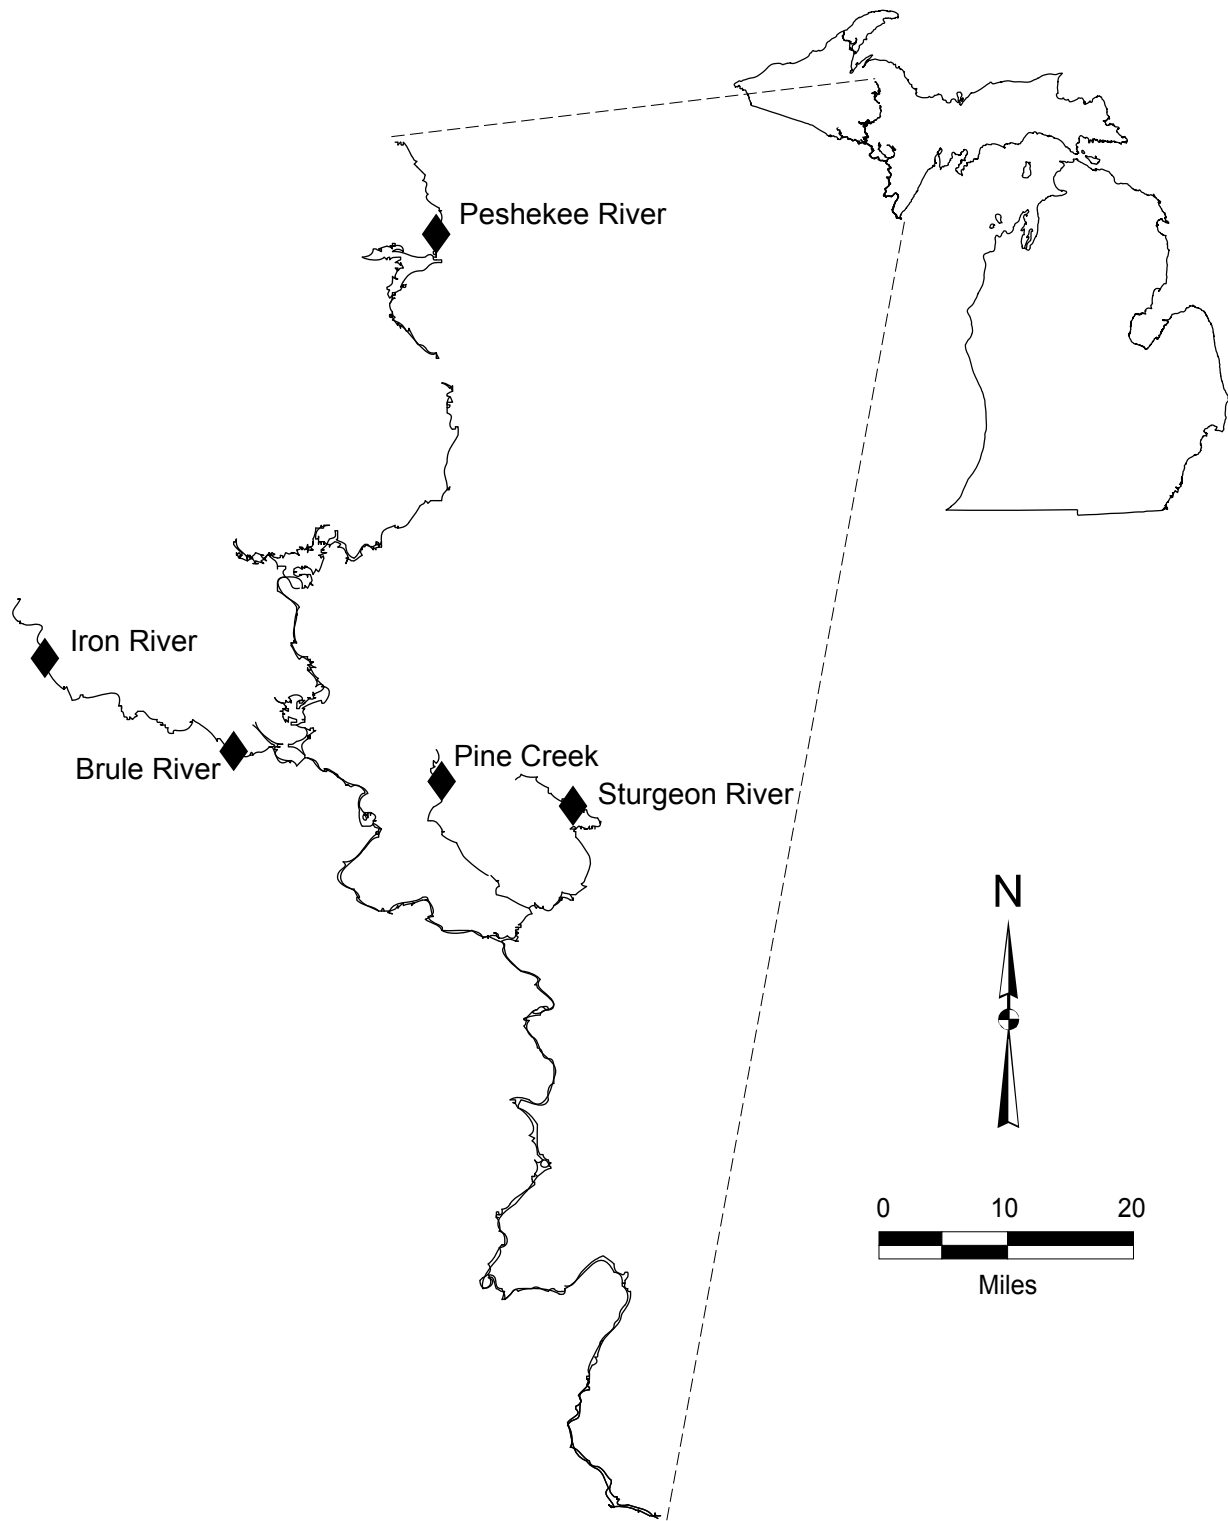 Peshekee River
Iron River
Brule River
Pine Creek
Sturgeon River
N
0 10 20
Miles